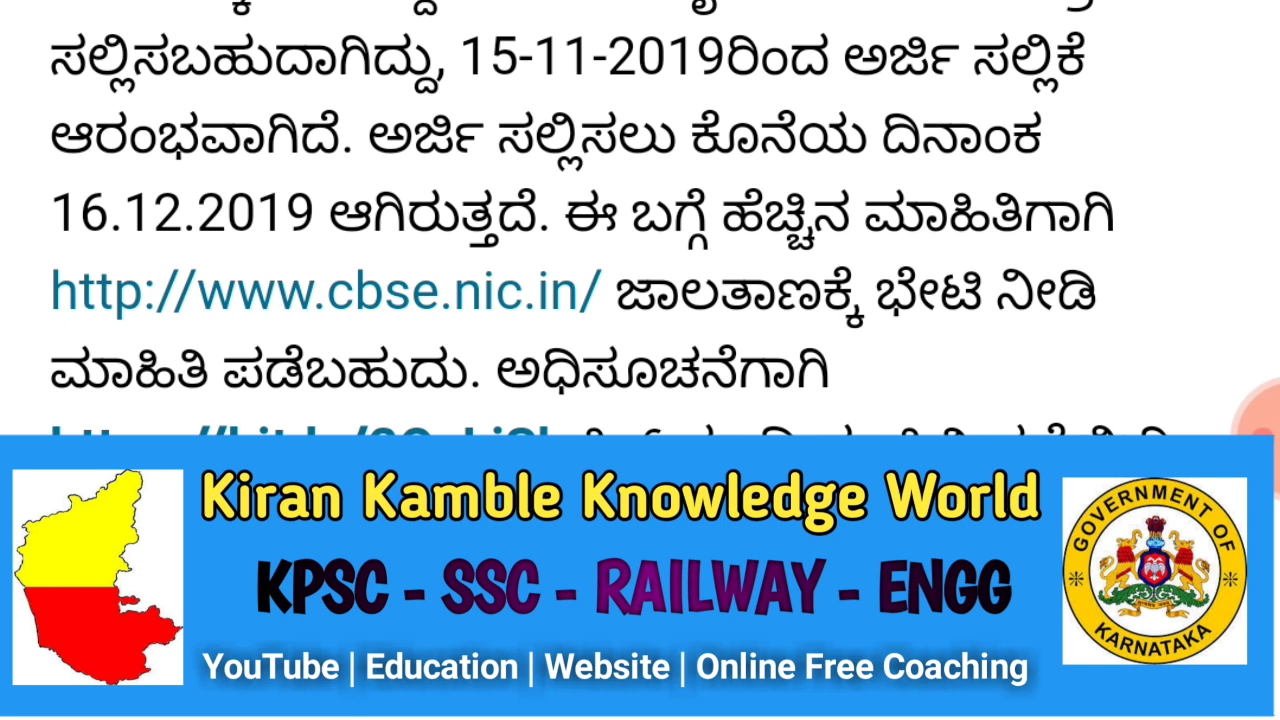 ಸಲ್ಲಿಸಬಹುದಾಗಿದ್ದು, 15-11-2019ರಿಂದ ಅರ್ಜಿ ಸಲ್ಲಿಕೆ
ಆರಂಭವಾಗಿದೆ. ಅರ್ಜಿ ಸಲ್ಲಿಸಲು ಕೊನೆಯ ದಿನಾಂಕ
16.12.2019 ಆಗಿರುತ್ತದೆ. ಈ ಬಗ್ಗೆ ಹೆಚ್ಚಿನ ಮಾಹಿತಿಗಾಗಿ
http://www.cbse.nic.in/ ಜಾಲತಾಣಕ್ಕೆ ಭೇಟಿ ನೀಡಿ
ಮಾಹಿತಿ ಪಡೆಬಹುದು. ಅಧಿಸೂಚನೆಗಾಗಿ
Kiran Kamble Knowledge World
KPSC - SSC - RAILWAY - ENGG
YouTube | Education | Website | Online Free Coaching
GOVERNMENT OF
KARNATAKA